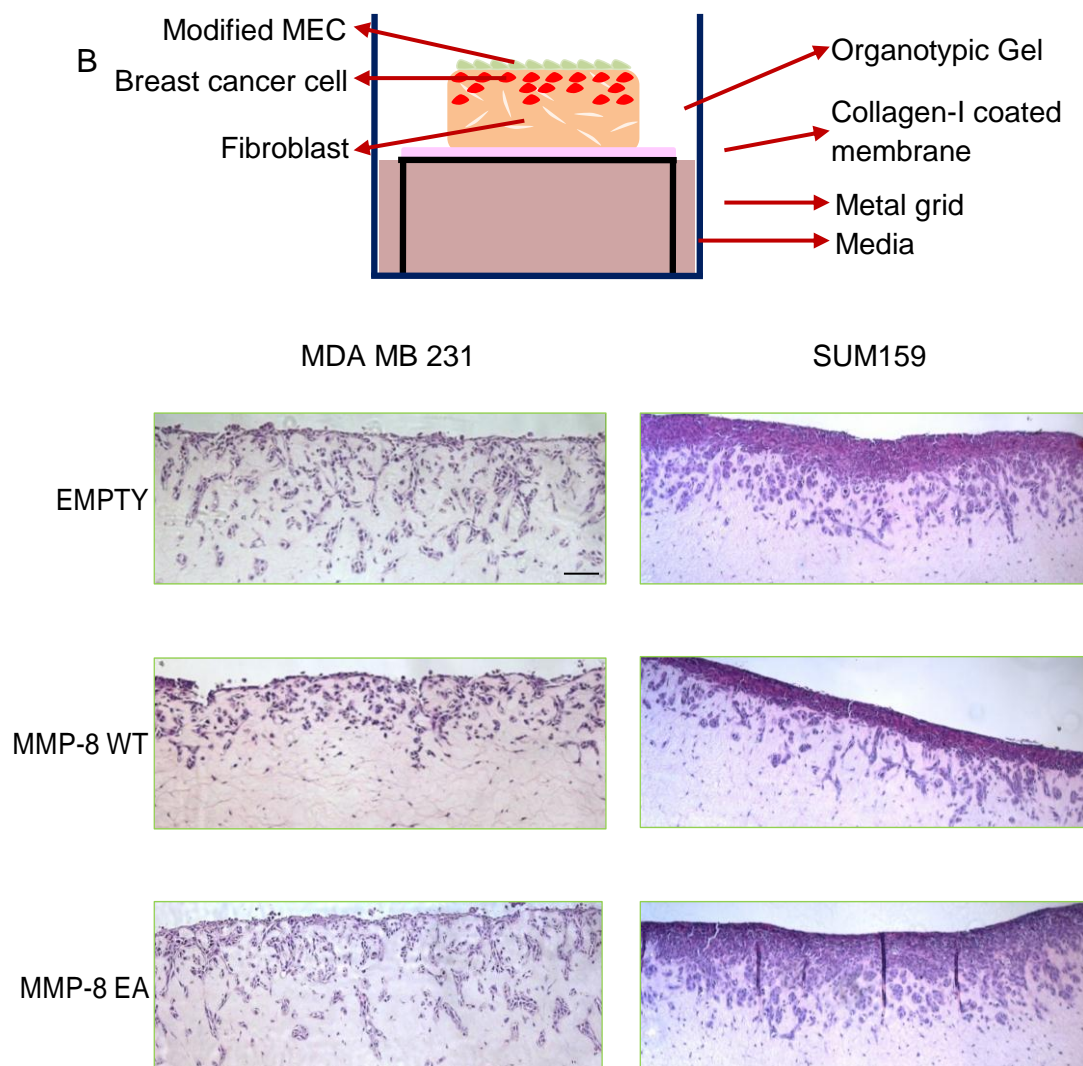 B
Modified MEC
Breast cancer cell
Fibroblast
Organotypic Gel
Collagen-I coated
membrane
Metal grid
Media
MDA MB 231
SUM159
EMPTY
MMP-8 WT
MMP-8 EA